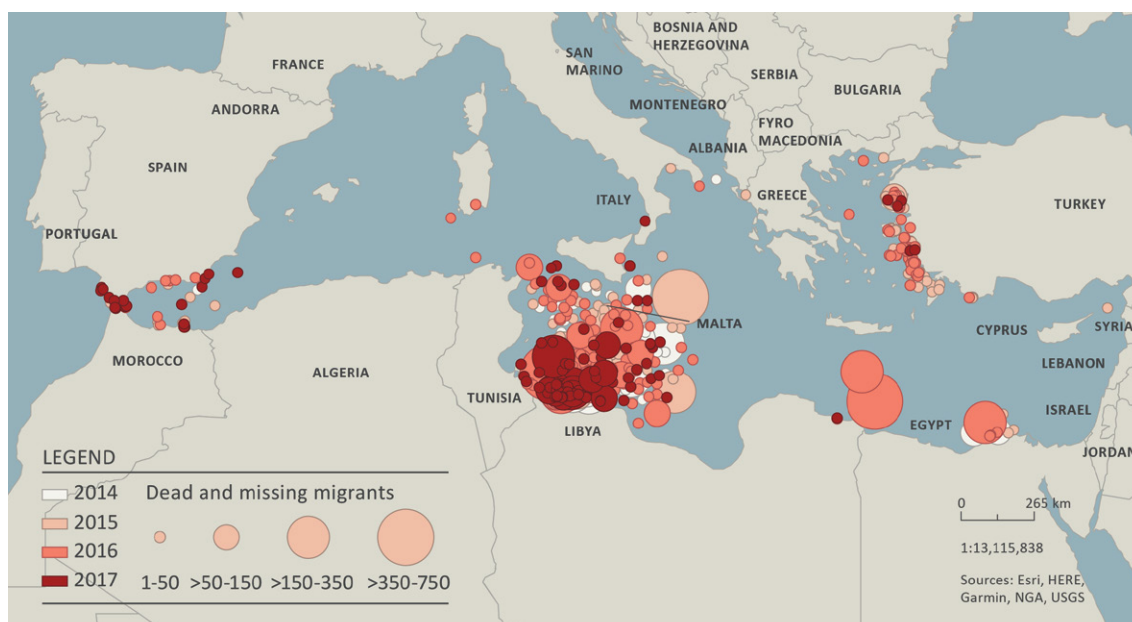 BOSNIA AND
HERZEGOVINA
FRANCE
SAN
MARINO
SERBIA
ANDORRA
MONTENEGRO
BULGARIA
FYRO
MACEDONIA
ALBANIA
SPAIN
ITALY
GREECE
TURKEY
PORTUGAL
MALTA
CYPRUS
SYRIA
MOROCCO
ALGERIA
LEBANON
TUNISIA
ISRAEL
EGYPT
LIBYA
JORDAN
LEGEND
2014
2015
2016
2017
Dead and missing migrants
1-50 >50-150 >150-350 >350-750
0 265 km
1:13,115,838
Sources: Esri, HERE,
Garmin, NGA, USGS